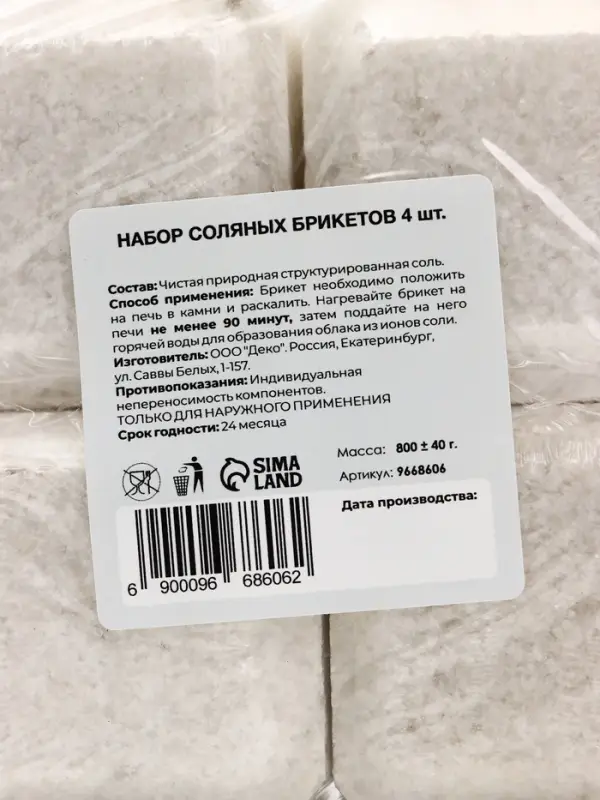 НАБОР СОЛЯНЫХ БРИКЕТОВ 4 шт.
Состав: Чистая природная структурированная соль.
Способ применения: Брикет необходимо положить
на печь в камни и раскалить. Нагревайте брикет на
печи не менее 90 минут, затем поддайте на него
горячей воды для образования облака из ионов соли.
Изготовитель: ООО "Деко". Россия, Екатеринбург,
ул. Саввы Белых, 1-157.
Противопоказания: Индивидуальная
непереносимость компонентов.
ТОЛЬКО ДЛЯ НАРУЖНОГО ПРИМЕНЕНИЯ
Срок годности: 24 месяца
Масса: 800 ± 40 г.
SIMA
LAND
Артикул: 9668606
Дата производства:
6 900096 686062